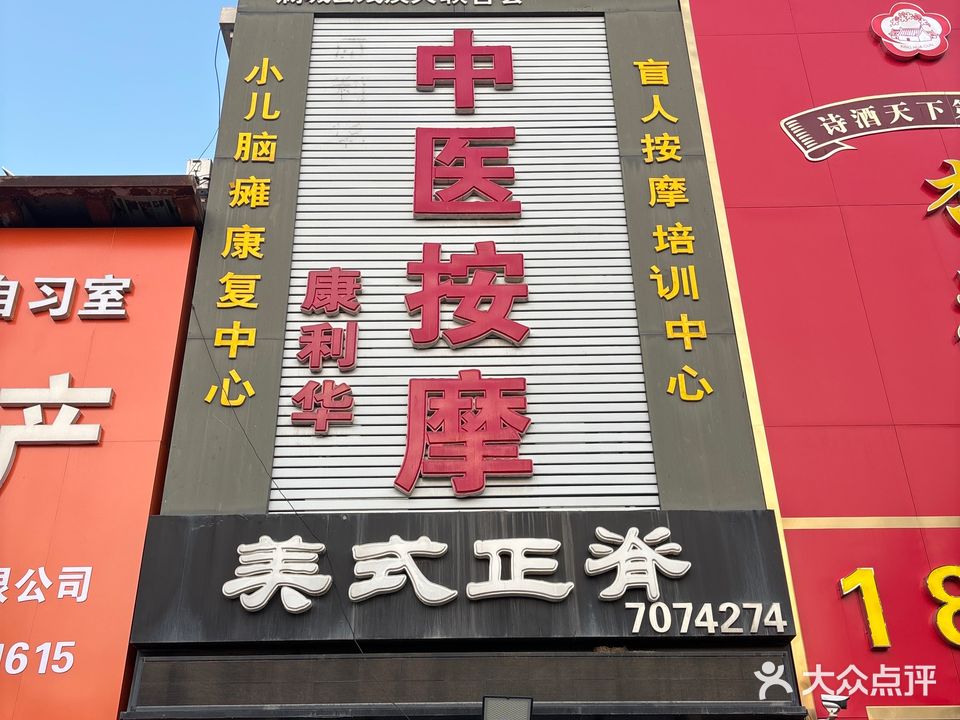 中医按摩
康利华
小儿脑瘫康复中心
盲人按摩培训中心
美式正脊
7074274
自习室
产
限公司
1615
诗酒天下第
18
大众点评